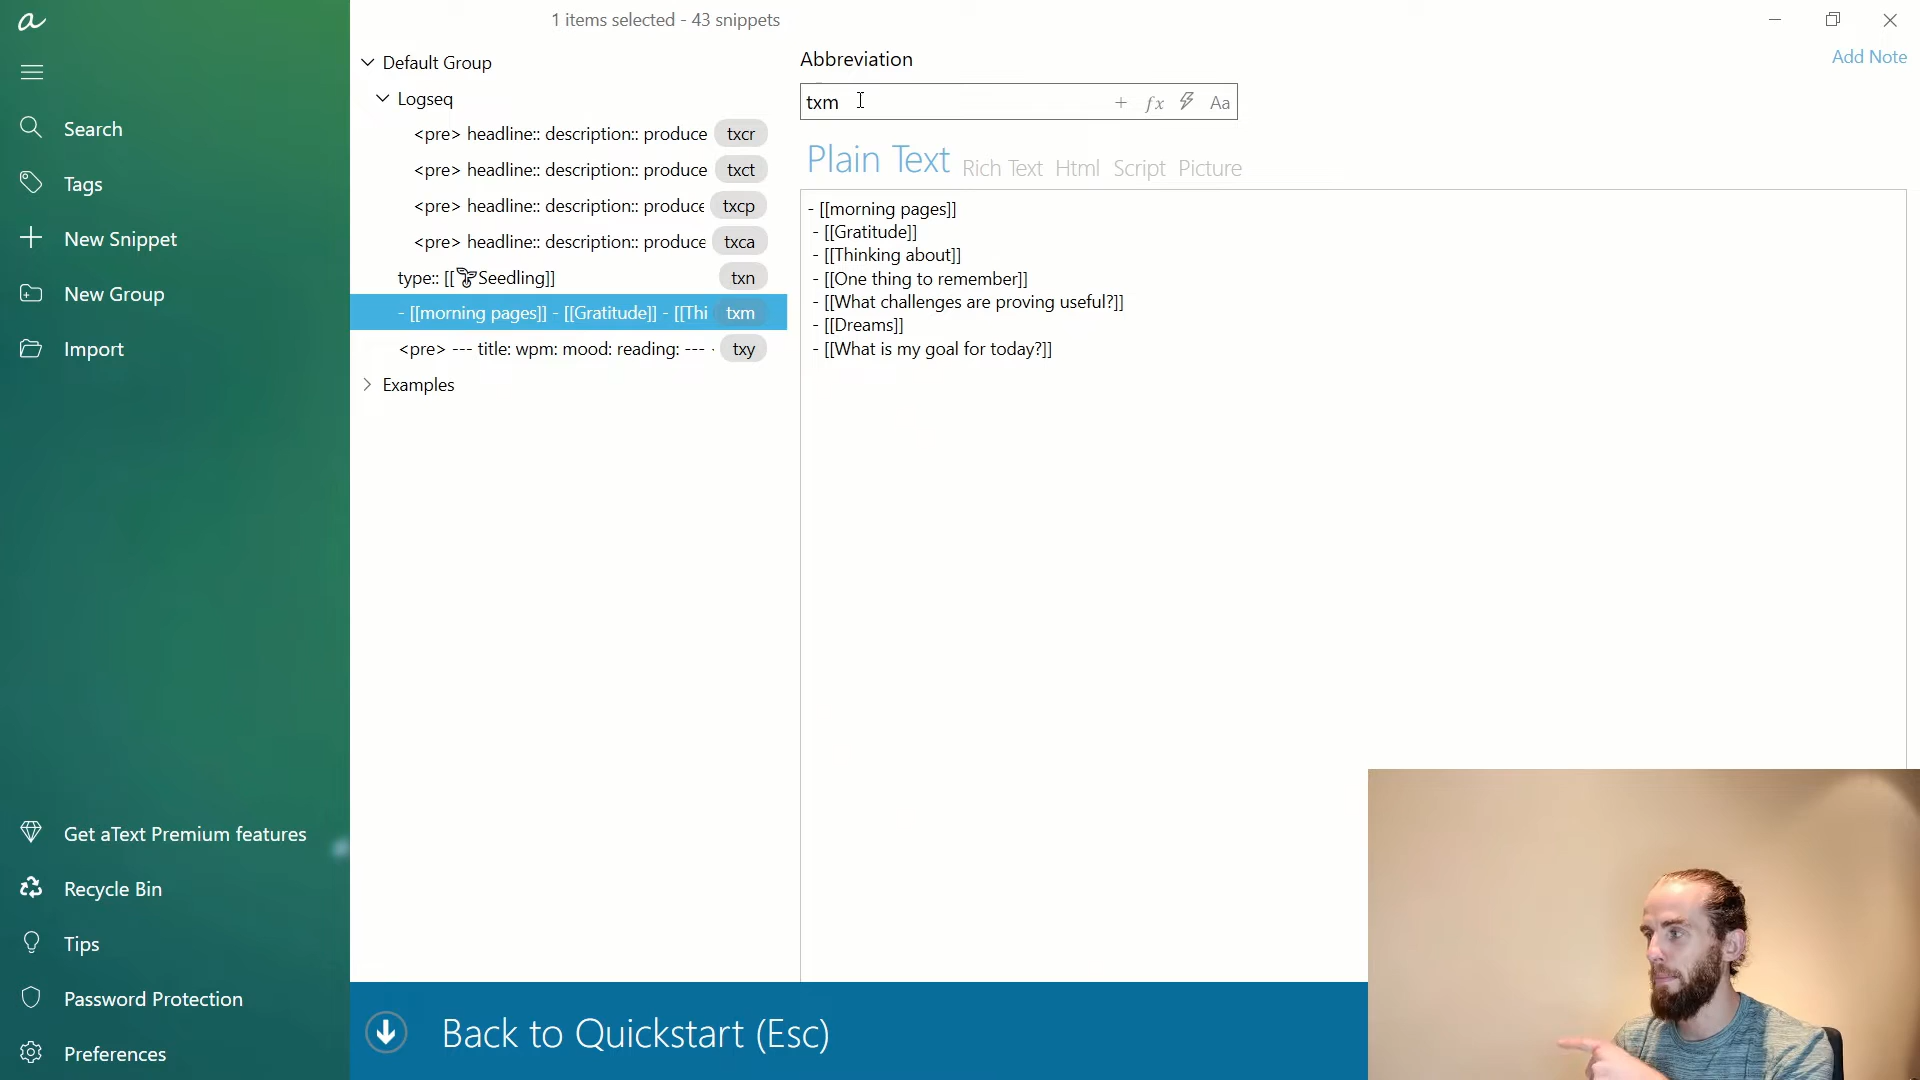 a
1 items selected - 43 snippets
Search
Tags
New Snippet
New Group
Import
Get aText Premium features
Recycle Bin
Tips
Password Protection
Preferences
Default Group
Logseq
<pre> headline:: description:: produce txcr
<pre> headline:: description:: produce txct
<pre> headline:: description:: produce txcp
<pre> headline:: description:: produce txca
type:: [[🌱Seedling]] txn
- [[morning pages]] - [[Gratitude]] - [[Thi txm
<pre> --- title: wpm: mood: reading: --- txy
Examples
Abbreviation
Add Note
txm + ƒx Aa
Plain Text Rich Text Html Script Picture
- [[morning pages]]
- [[Gratitude]]
- [[Thinking about]]
- [[One thing to remember]]
- [[What challenges are proving useful?]]
- [[Dreams]]
- [[What is my goal for today?]]
Back to Quickstart (Esc)